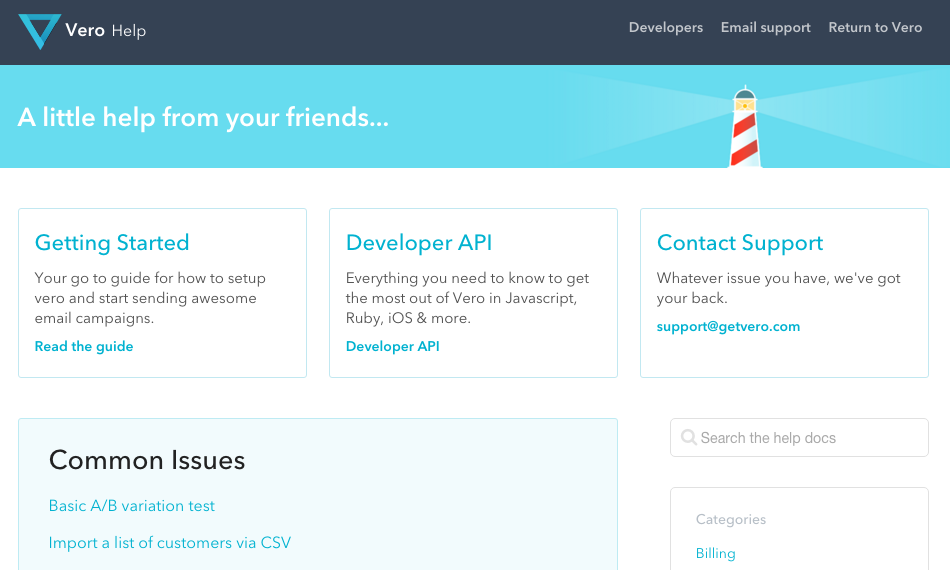 Vero Help
Developers Email support Return to Vero
A little help from your friends...
Getting Started
Your go to guide for how to setup
vero and start sending awesome
email campaigns.
Read the guide
Developer API
Everything you need to know to get
the most out of Vero in Javascript,
Ruby, iOS & more.
Developer API
Contact Support
Whatever issue you have, we've got
your back.
support@getvero.com
Common Issues
Basic A/B variation test
Import a list of customers via CSV
Search the help docs
Categories
Billing